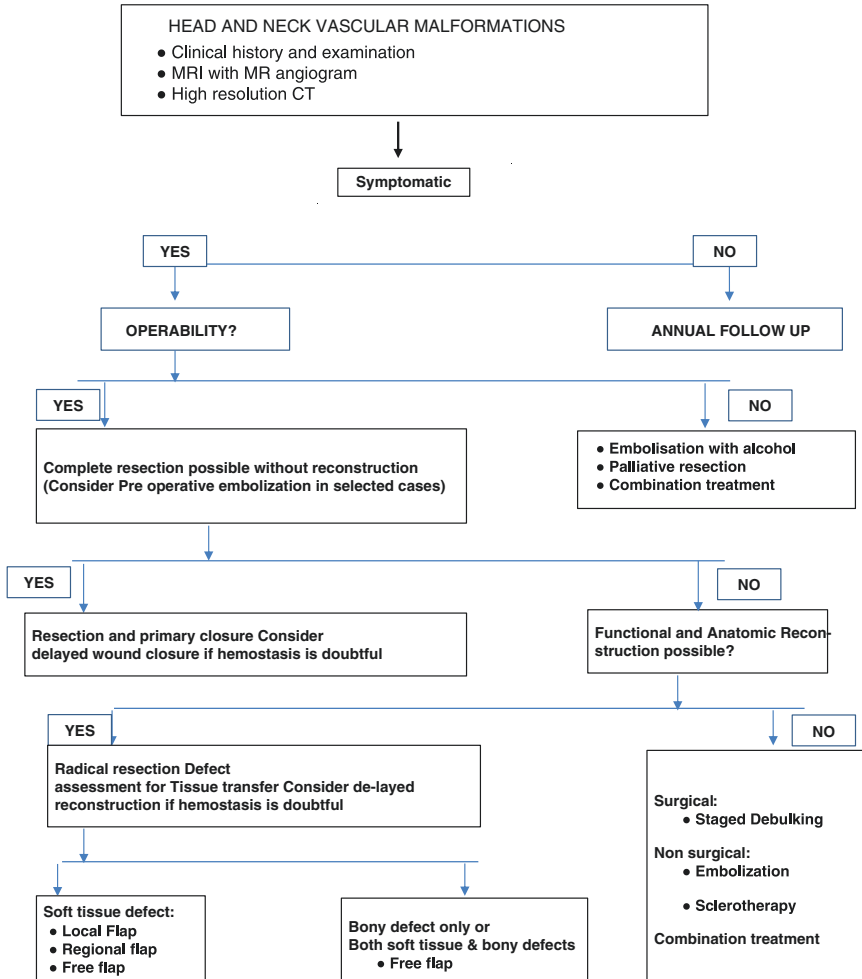 HEAD AND NECK VASCULAR MALFORMATIONS
● Clinical history and examination
● MRI with MR angiogram
● High resolution CT
Symptomatic
YES
NO
OPERABILITY?
ANNUAL FOLLOW UP
YES
NO
Complete resection possible without reconstruction
(Consider Pre operative embolization in selected cases)
● Embolisation with alcohol
● Palliative resection
● Combination treatment
YES
NO
Resection and primary closure Consider
delayed wound closure if hemostasis is doubtful
Functional and Anatomic Recon-
struction possible?
YES
NO
Radical resection Defect
assessment for Tissue transfer Consider de-layed
reconstruction if hemostasis is doubtful
Surgical:
● Staged Debulking
Non surgical:
● Embolization
● Sclerotherapy
Combination treatment
Soft tissue defect:
● Local Flap
● Regional flap
● Free flap
Bony defect only or
Both soft tissue & bony defects
● Free flap